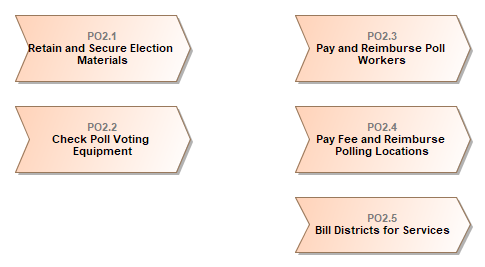 PO2.1
Retain and Secure Election
Materials
PO2.2
Check Poll Voting
Equipment
PO2.3
Pay and Reimburse Poll
Workers
PO2.4
Pay Fee and Reimburse
Polling Locations
PO2.5
Bill Districts for Services